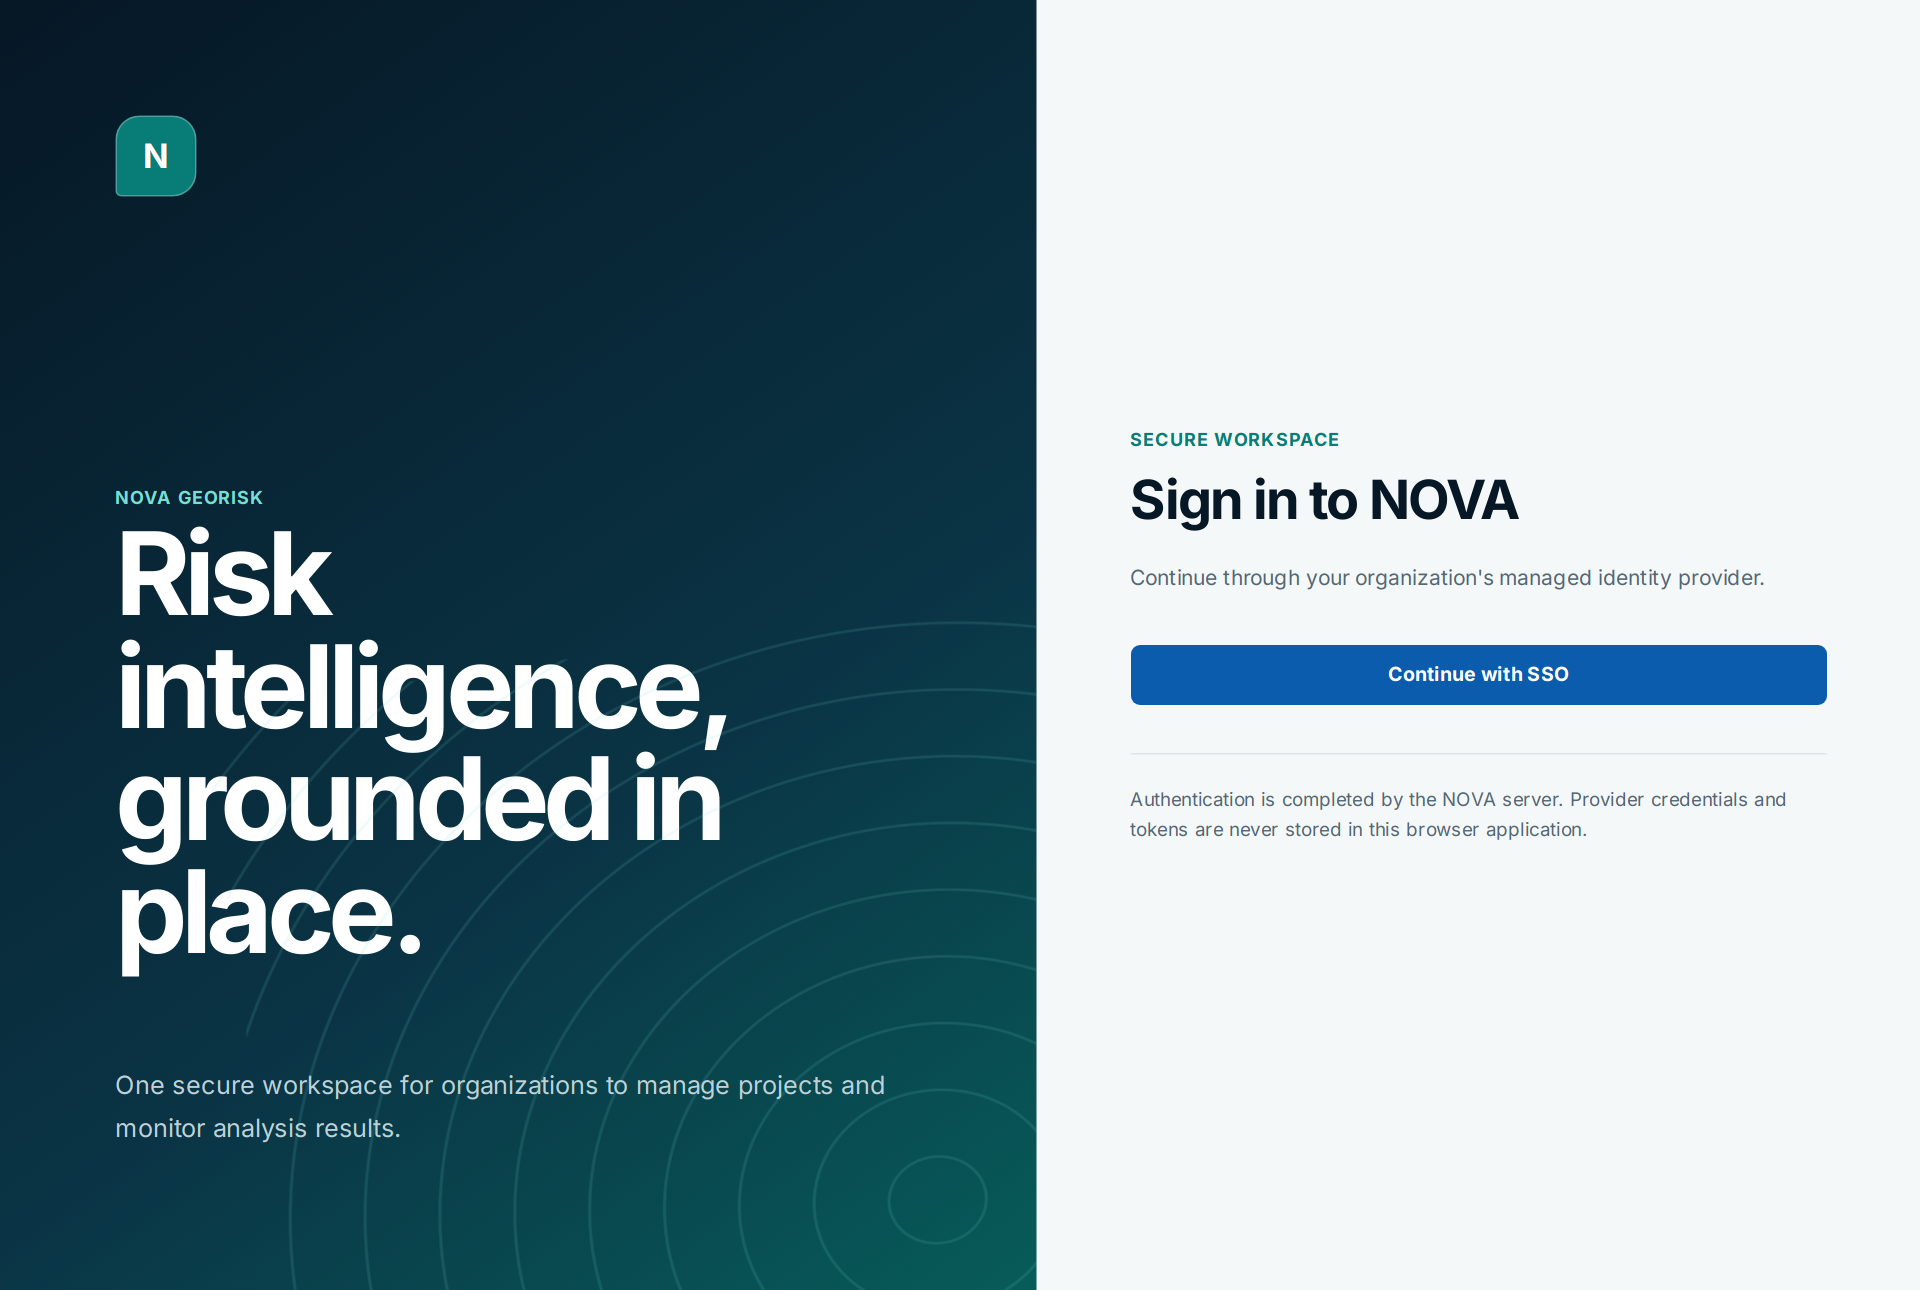 N
NOVA GEORISK
Risk
intelligence,
grounded in
place.
One secure workspace for organizations to manage projects and
monitor analysis results.
SECURE WORKSPACE
Sign in to NOVA
Continue through your organization's managed identity provider.
Continue with SSO
Authentication is completed by the NOVA server. Provider credentials and
tokens are never stored in this browser application.